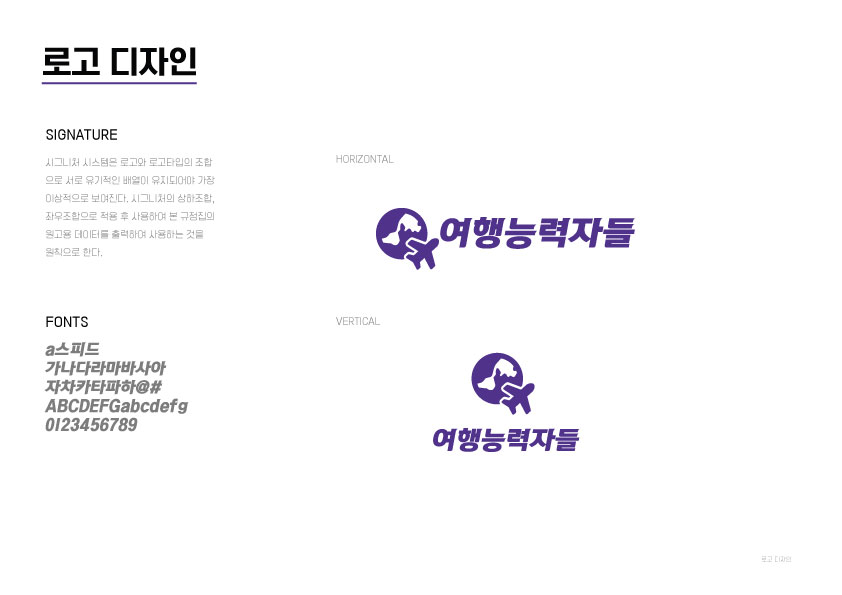 로고 디자인
SIGNATURE
시그니처 시스템은 로고와 로고타입의 조합
으로 서로 유기적인 배열이 유지되어야 가장
이상적으로 보여진다. 시그니처의 상하조합,
좌우조합으로 적용 후 사용하여 본 규정집의
원고용 데이터를 출력하여 사용하는 것을
원칙으로 한다.
HORIZONTAL
여행능력자들
FONTS
a스피드
가나다라마바사아
자차카타파하@#
ABCDEFGabcdefg
0123456789
VERTICAL
여행능력자들
로고 디자인